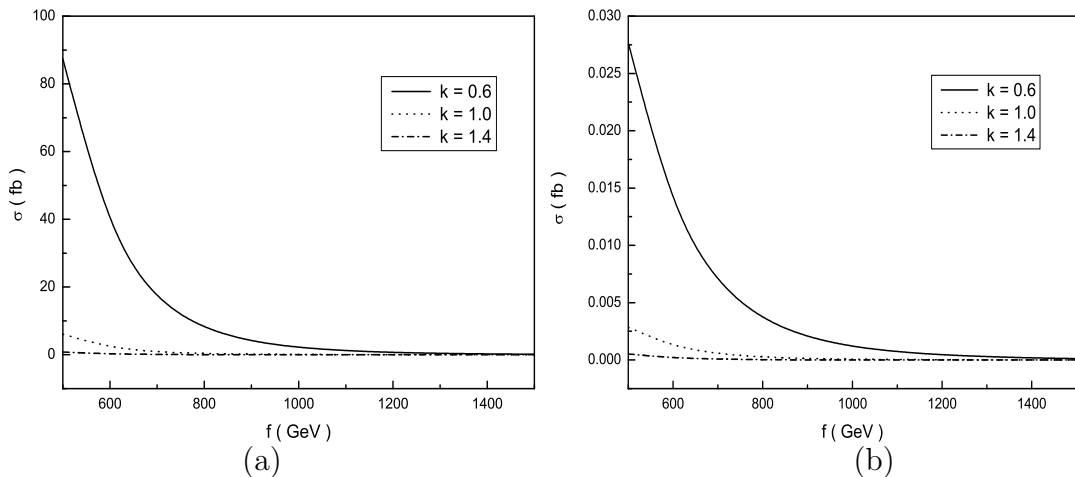 100
80
60
40
20
0
σ ( fb )
600 800 1000 1200 1400
f ( GeV )
k = 0.6
k = 1.0
k = 1.4
(a)
0.030
0.025
0.020
0.015
0.010
0.005
0.000
σ ( fb )
600 800 1000 1200 1400
f ( GeV )
k = 0.6
k = 1.0
k = 1.4
(b)